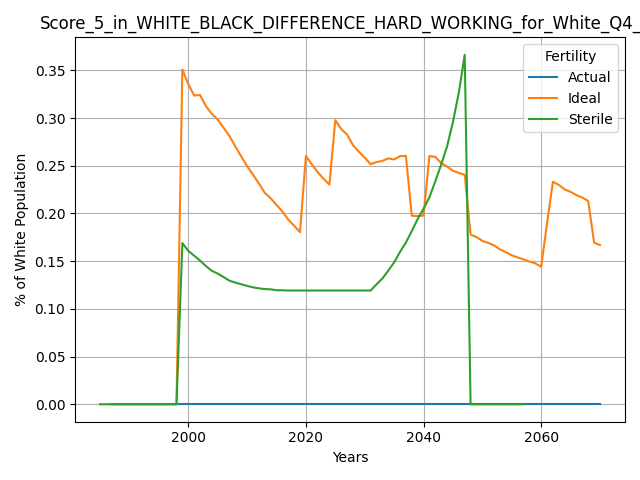 Score_5_in_WHITE_BLACK_DIFFERENCE_HARD_WORKING_for_White_Q4_
Fertility
Actual
Ideal
Sterile
% of White Population
0.35
0.30
0.25
0.20
0.15
0.10
0.05
0.00
2000 2020 2040 2060
Years